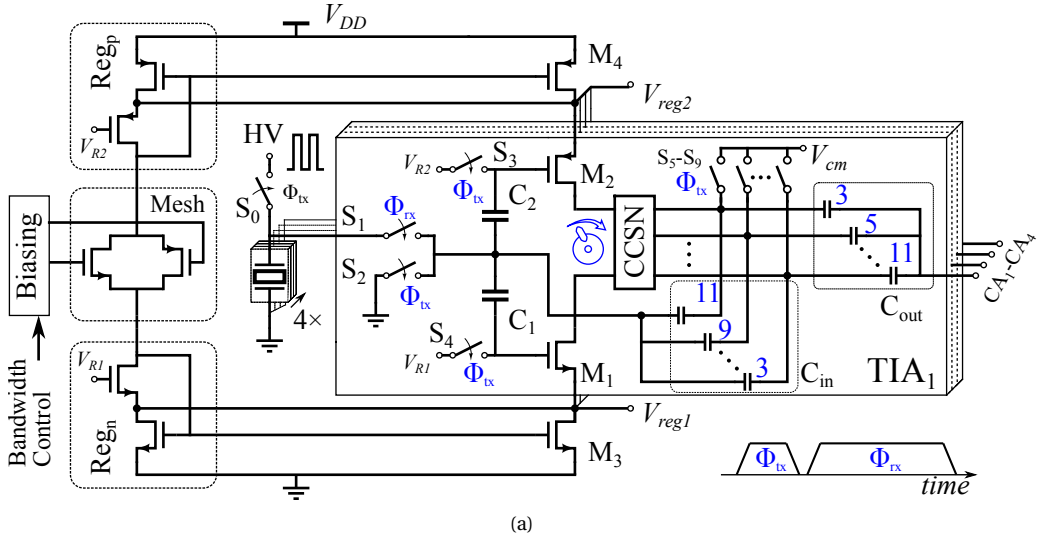 V_DD
Reg_p
M_4
V_R2
V_reg2
HV
Φ_tx
S_0
V_R2
S_3
Φ_tx
M_2
C_2
S_5-S_9
Φ_tx
V_cm
3
5
11
C_out
CA_1-CA_4
Mesh
Biasing
S_1
Φ_rx
S_2
Φ_tx
4×
CCSN
C_1
S_4
V_R1
Φ_tx
M_1
11
9
3
C_in
TIA_1
Bandwidth
Control
V_R1
Reg_n
V_reg1
M_3
Φ_tx
Φ_rx
time
(a)